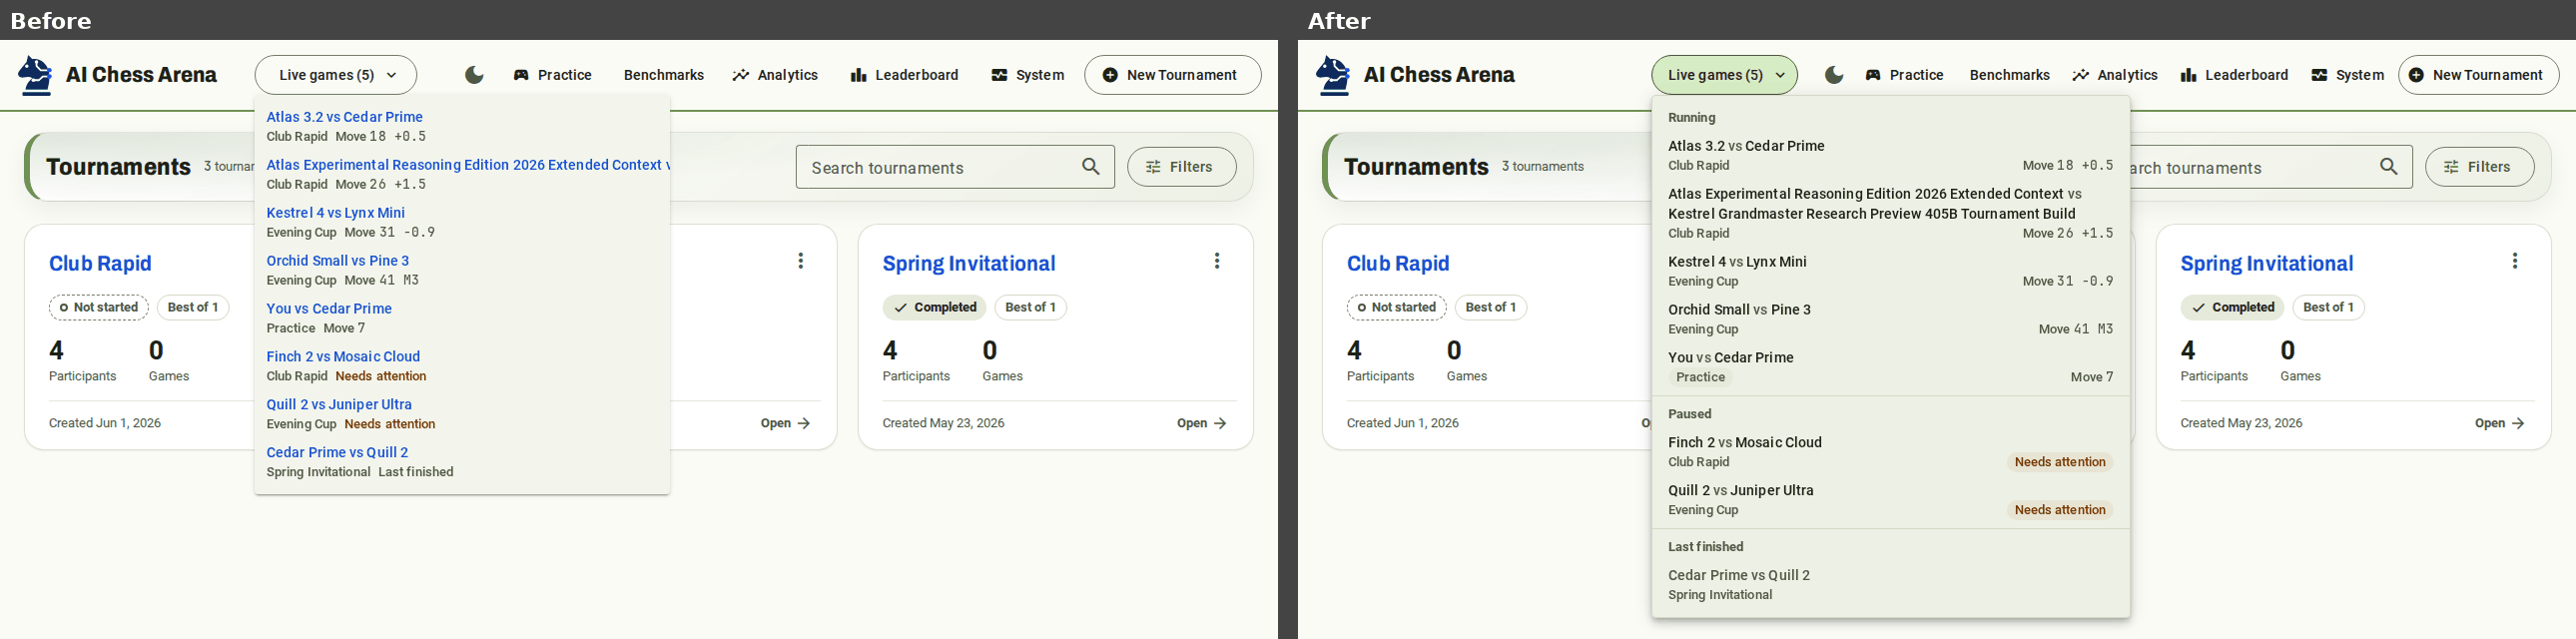 Before
AI Chess Arena
Live games (5)
Practice
Benchmarks
Analytics
Leaderboard
System
New Tournament
Atlas 3.2 vs Cedar Prime
Club Rapid Move 18 +0.5
Atlas Experimental Reasoning Edition 2026 Extended Context v
Club Rapid Move 26 +1.5
Kestrel 4 vs Lynx Mini
Evening Cup Move 31 -0.9
Orchid Small vs Pine 3
Evening Cup Move 41 M3
You vs Cedar Prime
Practice Move 7
Finch 2 vs Mosaic Cloud
Club Rapid Needs attention
Quill 2 vs Juniper Ultra
Evening Cup Needs attention
Cedar Prime vs Quill 2
Spring Invitational Last finished
Tournaments 3 tournar
Search tournaments
Filters
Club Rapid
Not started Best of 1
4 0
Participants Games
Created Jun 1, 2026
Open
Spring Invitational
Completed Best of 1
4 0
Participants Games
Created May 23, 2026 Open
After
AI Chess Arena
Live games (5)
Practice
Benchmarks
Analytics
Leaderboard
System
New Tournament
Running
Atlas 3.2 vs Cedar Prime
Club Rapid Move 18 +0.5
Atlas Experimental Reasoning Edition 2026 Extended Context vs
Kestrel Grandmaster Research Preview 405B Tournament Build
Club Rapid Move 26 +1.5
Kestrel 4 vs Lynx Mini
Evening Cup Move 31 -0.9
Orchid Small vs Pine 3
Evening Cup Move 41 M3
You vs Cedar Prime
Practice Move 7
Paused
Finch 2 vs Mosaic Cloud
Club Rapid Needs attention
Quill 2 vs Juniper Ultra
Evening Cup Needs attention
Last finished
Cedar Prime vs Quill 2
Spring Invitational
Tournaments 3 tournaments
arch tournaments
Filters
Club Rapid
Not started Best of 1
4 0
Participants Games
Created Jun 1, 2026 O
Spring Invitational
Completed Best of 1
4 0
Participants Games
Created May 23, 2026 Open